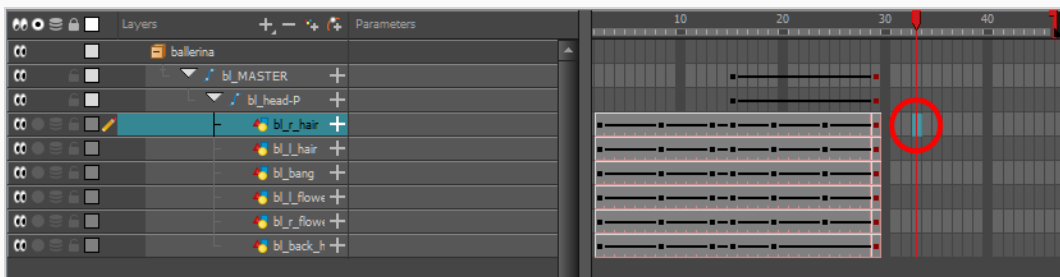 Layers Parameters 10 20 30 40
ballerina
bl_MASTER
bl_head-P
bl_r_hair
bl_l_hair
bl_bang
bl_l_flowe
bl_r_flowe
bl_back_h